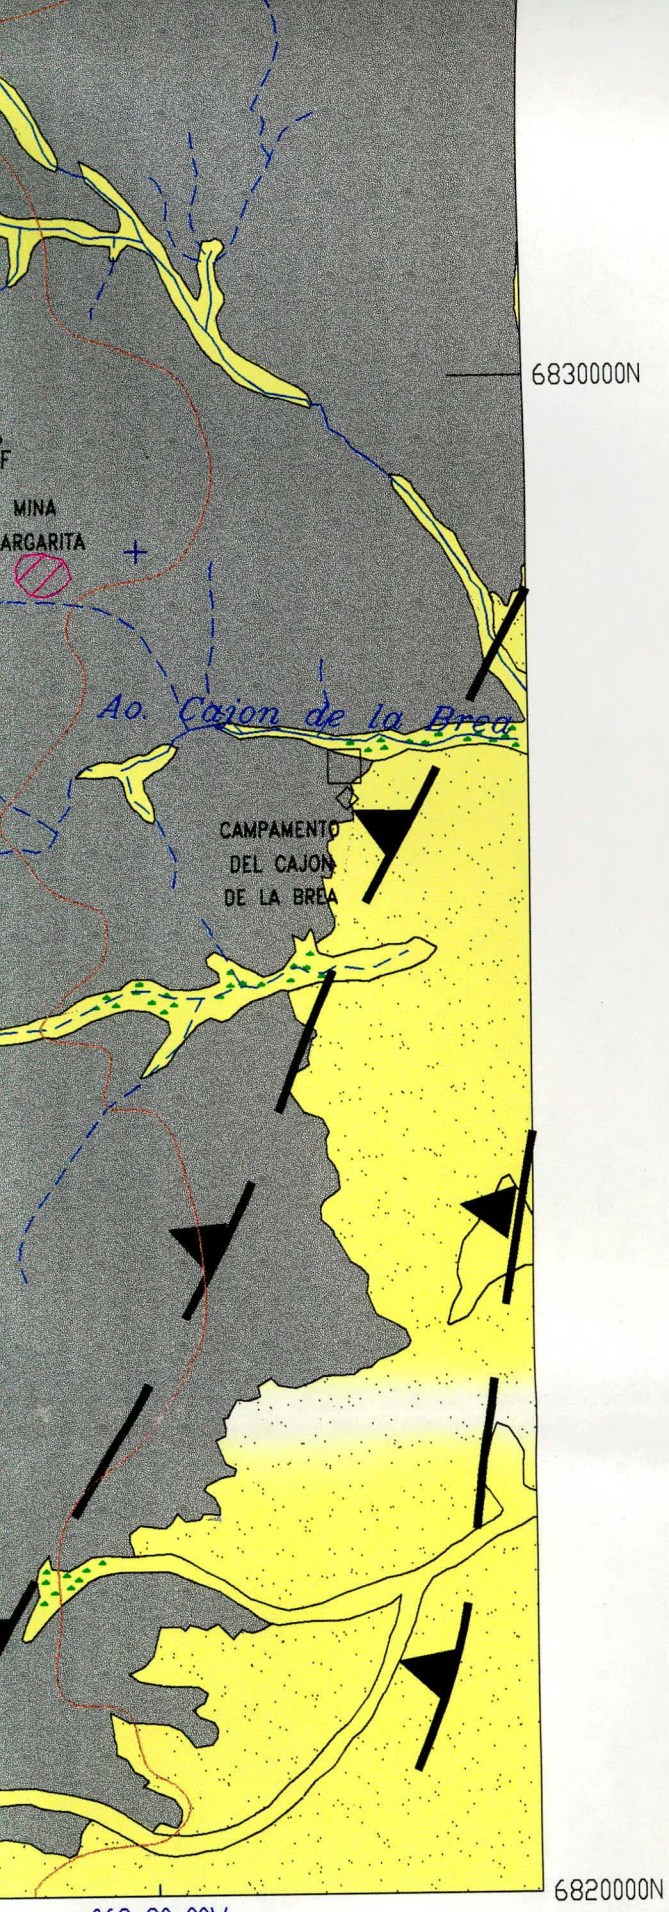 6830000N
F
MINA
ARGARITA
Ao. Cajon de la Brea
CAMPAMENTO
DEL CAJON
DE LA BREA
6820000N